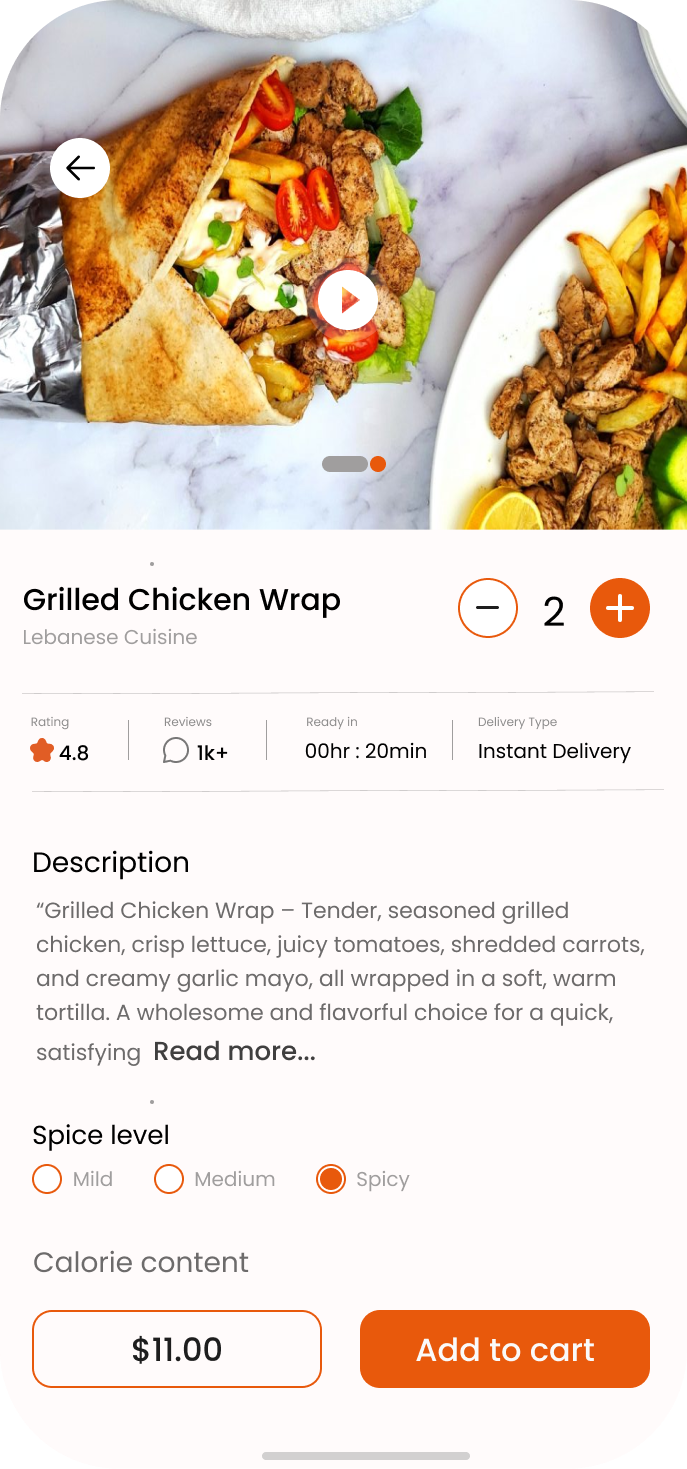 Grilled Chicken Wrap
Lebanese Cuisine
2
Rating
4.8
Reviews
1k+
Ready in
00hr : 20min
Delivery Type
Instant Delivery
Description
“Grilled Chicken Wrap – Tender, seasoned grilled
chicken, crisp lettuce, juicy tomatoes, shredded carrots,
and creamy garlic mayo, all wrapped in a soft, warm
tortilla. A wholesome and flavorful choice for a quick,
satisfying Read more...
Spice level
Mild Medium Spicy
Calorie content
$11.00
Add to cart